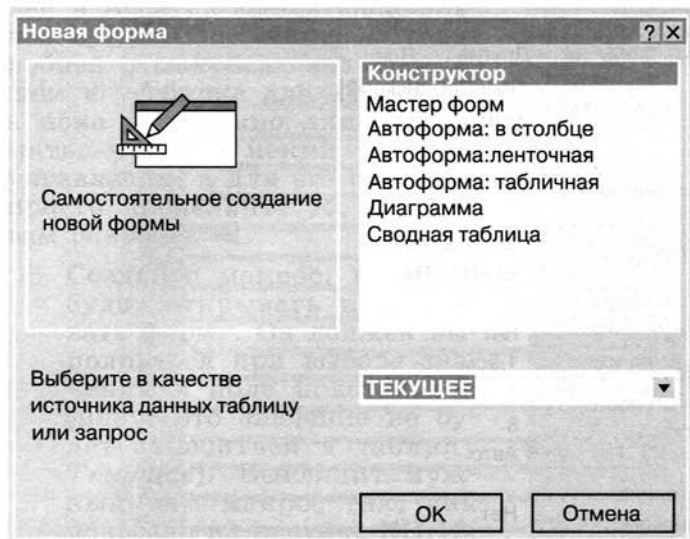 Новая форма
Самостоятельное создание
новой формы
Конструктор
Мастер форм
Автоформа: в столбце
Автоформа:ленточная
Автоформа: табличная
Диаграмма
Сводная таблица
Выберите в качестве
источника данных таблицу
или запрос
ТЕКУЩЕЕ
OK
Отмена